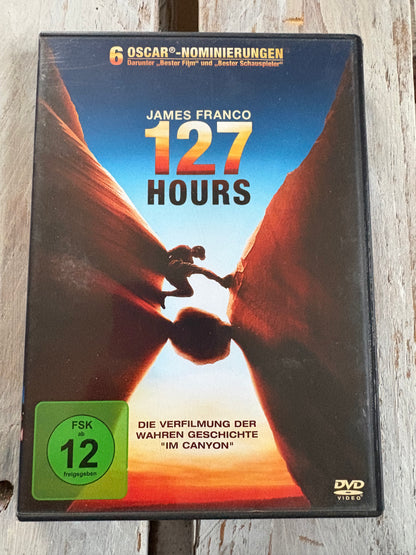 6 OSCAR®-NOMINIERUNGEN
Darunter „Bester Film" und „Bester Schauspieler"
JAMES FRANCO
127
HOURS
DIE VERFILMUNG DER
WAHREN GESCHICHTE
"IM CANYON"
FSK
ab
12
freigegeben
DVD
VIDEO